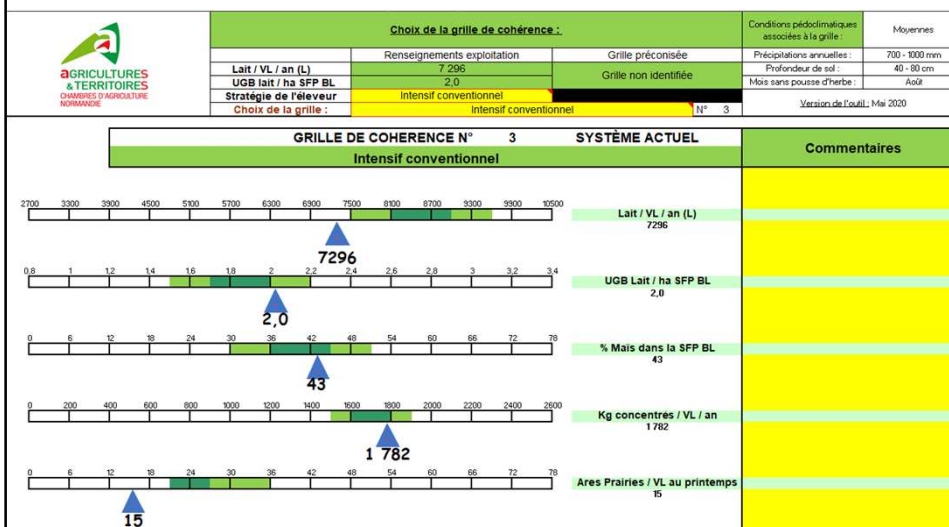 aGRICULTURES
& TERRITOIRES
CHAMBRES D'AGRICULTURE
NORMANDIE
Choix de la grille de cohérence :
Conditions pédoclimatiques associées à la grille :
Moyennes
Renseignements exploitation
Grille préconisée
Précipitations annuelles :
700 - 1000 mm
Lait / VL / an (L)
7 296
Grille non identifiée
Profondeur de sol :
40 - 80 cm
UGB lait / ha SFP BL
2,0
Mois sans pousse d'herbe :
Août
Stratégie de l'éleveur
Intensif conventionnel
Choix de la grille :
Intensif conventionnel
N° 3
Version de l'outil : Mai 2020
GRILLE DE COHERENCE N° 3 SYSTÈME ACTUEL
Commentaires
Intensif conventionnel
2700 3300 3900 4500 5100 5700 6300 6900 7500 8100 8700 9300 9900 10500
Lait / VL / an (L)
7296
7296
0,8 1 1,2 1,4 1,6 1,8 2 2,2 2,4 2,6 2,8 3 3,2 3,4
UGB Lait / ha SFP BL
2,0
2,0
0 6 12 18 24 30 36 42 48 54 60 66 72 78
% Maïs dans la SFP BL
43
43
0 200 400 600 800 1000 1200 1400 1600 1800 2000 2200 2400 2600
Kg concentrés / VL / an
1 782
1 782
0 6 12 18 24 30 36 42 48 54 60 66 72 78
Ares Prairies / VL au printemps
15
15